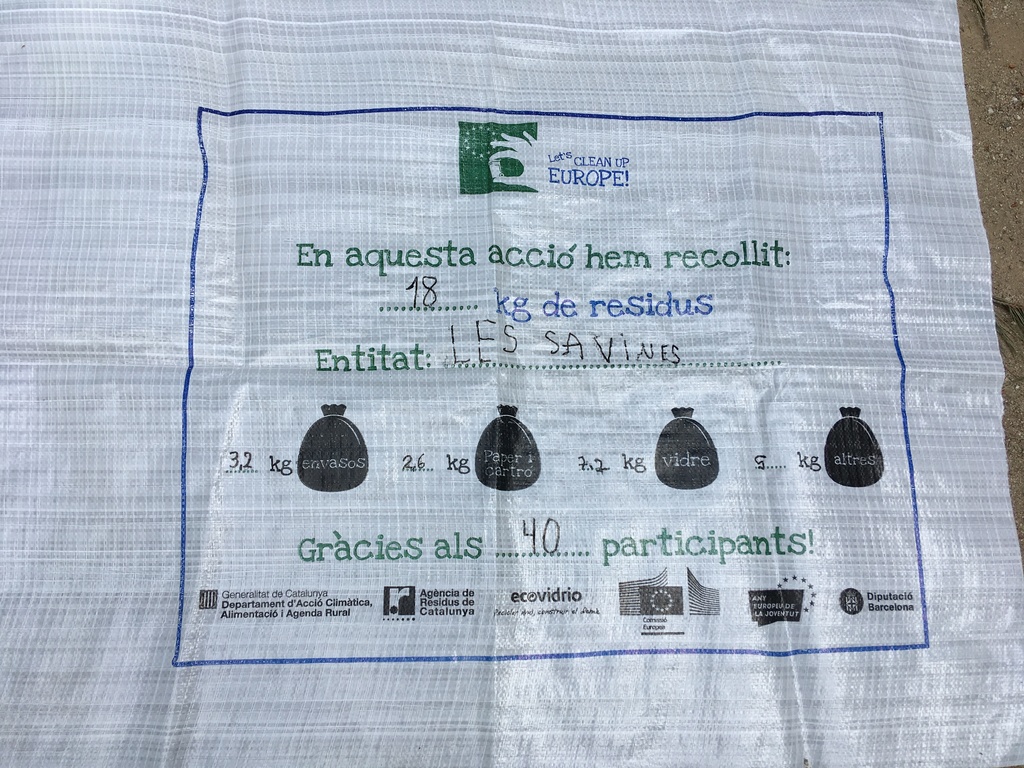 Let's CLEAN UP
EUROPE!
En aquesta acció hem recollit:
18 kg de residus
Entitat: LES SAVINES
3,2 kg envasos
2,6 kg Paper i cartró
7,2 kg vidre
5 kg altres
Gràcies als 40 participants!
Generalitat de Catalunya
Departament d'Acció Climàtica,
Alimentació i Agenda Rural
Agència de
Residus de
Catalunya
ecovidrio
Comissió
Europea
ANY
EUROPEU DE
LA JOVENTUT
Diputació
Barcelona